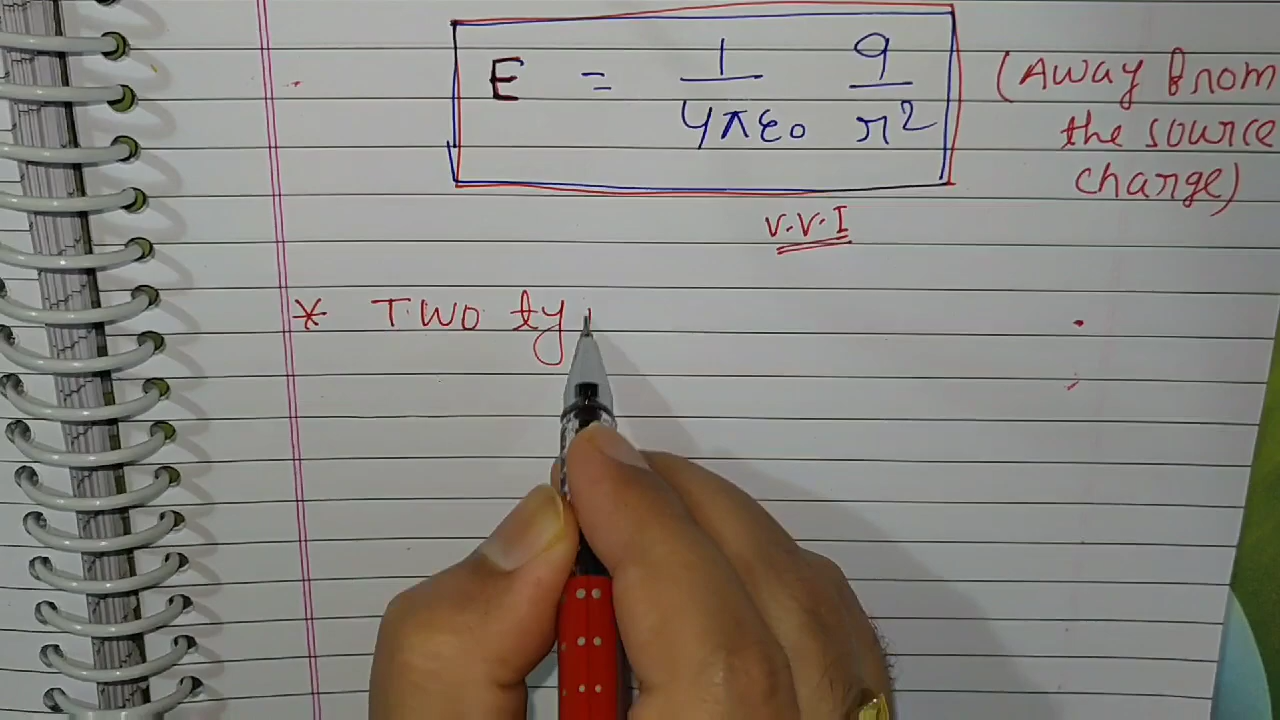 E = 1/4πε₀ q/r² (Away from
the source
charge)
V.V.I
* Two ty